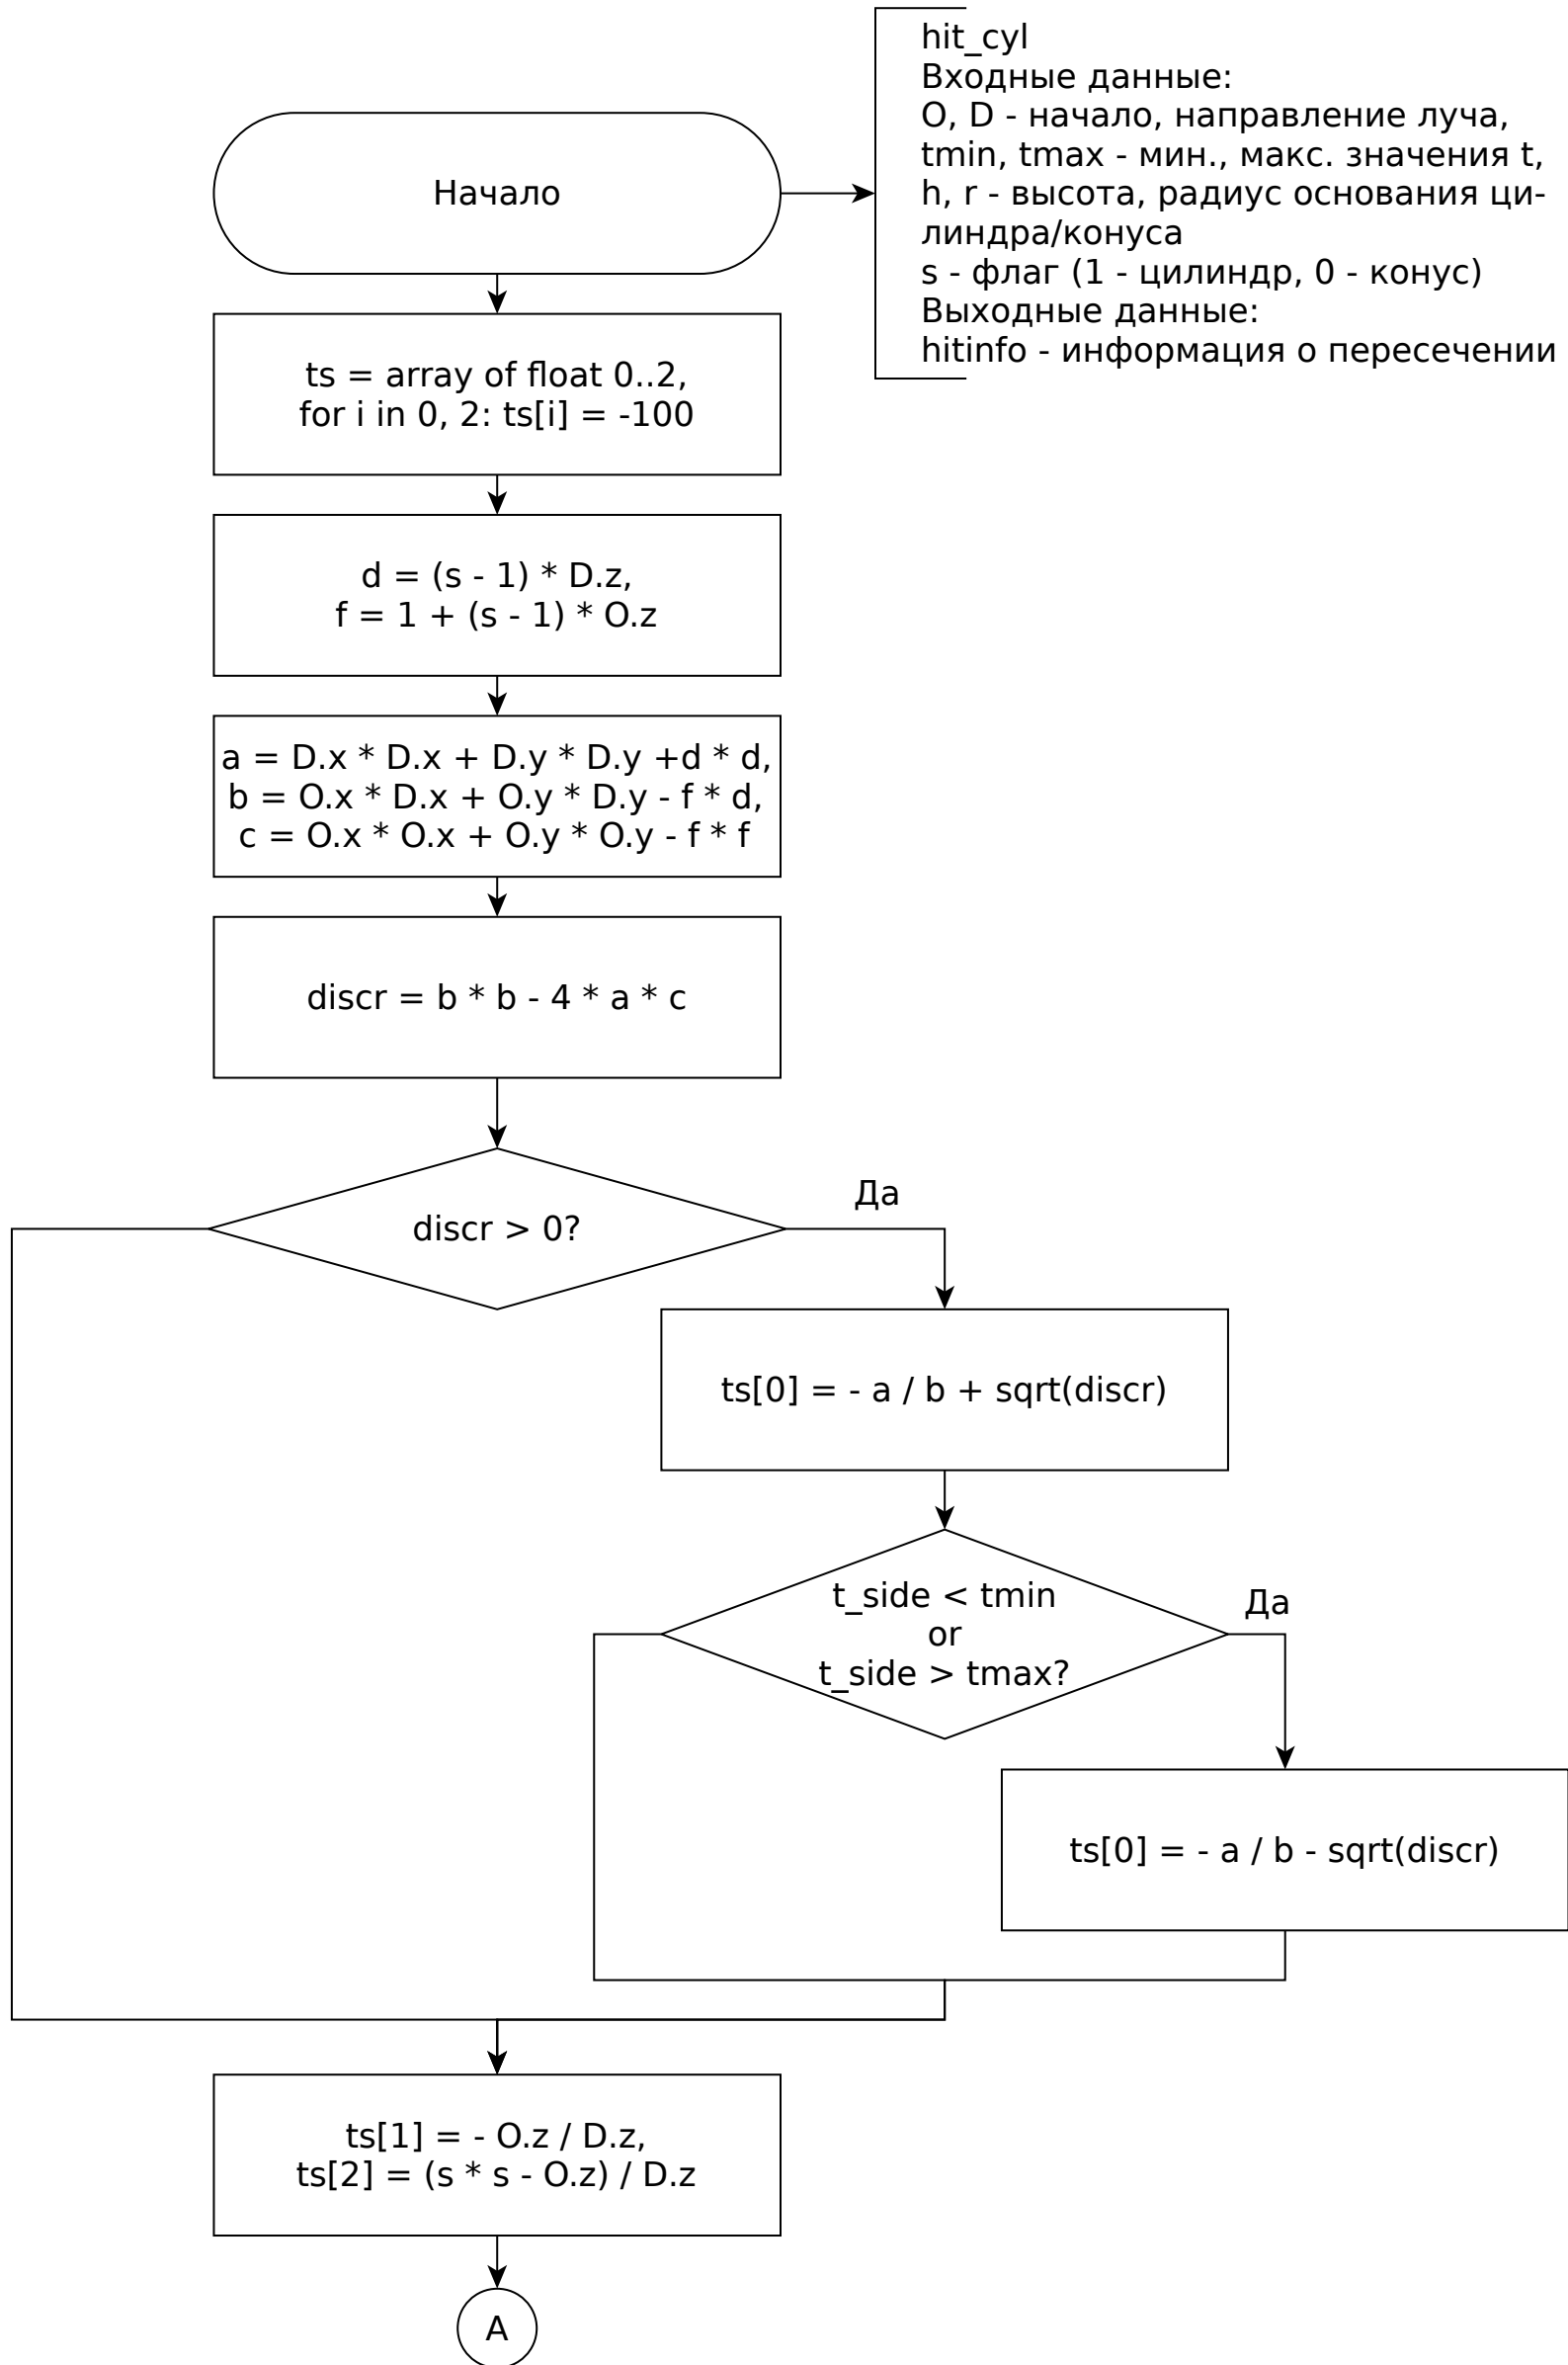 hit_cyl
Входные данные:
O, D - начало, направление луча,
tmin, tmax - мин., макс. значения t,
h, r - высота, радиус основания ци-
линдра/конуса
s - флаг (1 - цилиндр, 0 - конус)
Выходные данные:
hitinfo - информация о пересечении
Начало
ts = array of float 0..2,
for i in 0, 2: ts[i] = -100
d = (s - 1) * D.z,
f = 1 + (s - 1) * O.z
a = D.x * D.x + D.y * D.y +d * d,
b = O.x * D.x + O.y * D.y - f * d,
c = O.x * O.x + O.y * O.y - f * f
discr = b * b - 4 * a * c
discr > 0?
Да
ts[0] = - a / b + sqrt(discr)
t_side < tmin
or
t_side > tmax?
Да
ts[0] = - a / b - sqrt(discr)
ts[1] = - O.z / D.z,
ts[2] = (s * s - O.z) / D.z
A